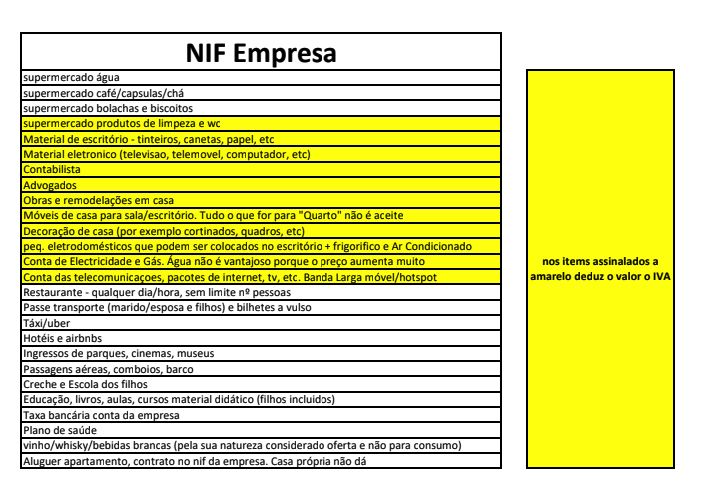 NIF Empresa
supermercado água
supermercado café/capsulas/chá
supermercado bolachas e biscoitos
supermercado produtos de limpeza e wc
Material de escritório - tinteiros, canetas, papel, etc
Material eletronico (televisao, telemovel, computador, etc)
Contabilista
Advogados
Obras e remodelações em casa
Móveis de casa para sala/escritório. Tudo o que for para "Quarto" não é aceite
Decoração de casa (por exemplo cortinados, quadros, etc)
peq. eletrodomésticos que podem ser colocados no escritório + frigorifico e Ar Condicionado
Conta de Electricidade e Gás. Água não é vantajoso porque o preço aumenta muito
Conta das telecomunicaçoes, pacotes de internet, tv, etc. Banda Larga móvel/hotspot
Restaurante - qualquer dia/hora, sem limite nº pessoas
Passe transporte (marido/esposa e filhos) e bilhetes a vulso
Táxi/uber
Hotéis e airbnbs
Ingressos de parques, cinemas, museus
Passagens aéreas, comboios, barco
Creche e Escola dos filhos
Educação, livros, aulas, cursos material didático (filhos incluidos)
Taxa bancária conta da empresa
Plano de saúde
vinho/whisky/bebidas brancas (pela sua natureza considerado oferta e não para consumo)
Aluguer apartamento, contrato no nif da empresa. Casa própria não dá
nos items assinalados a
amarelo deduz o valor o IVA